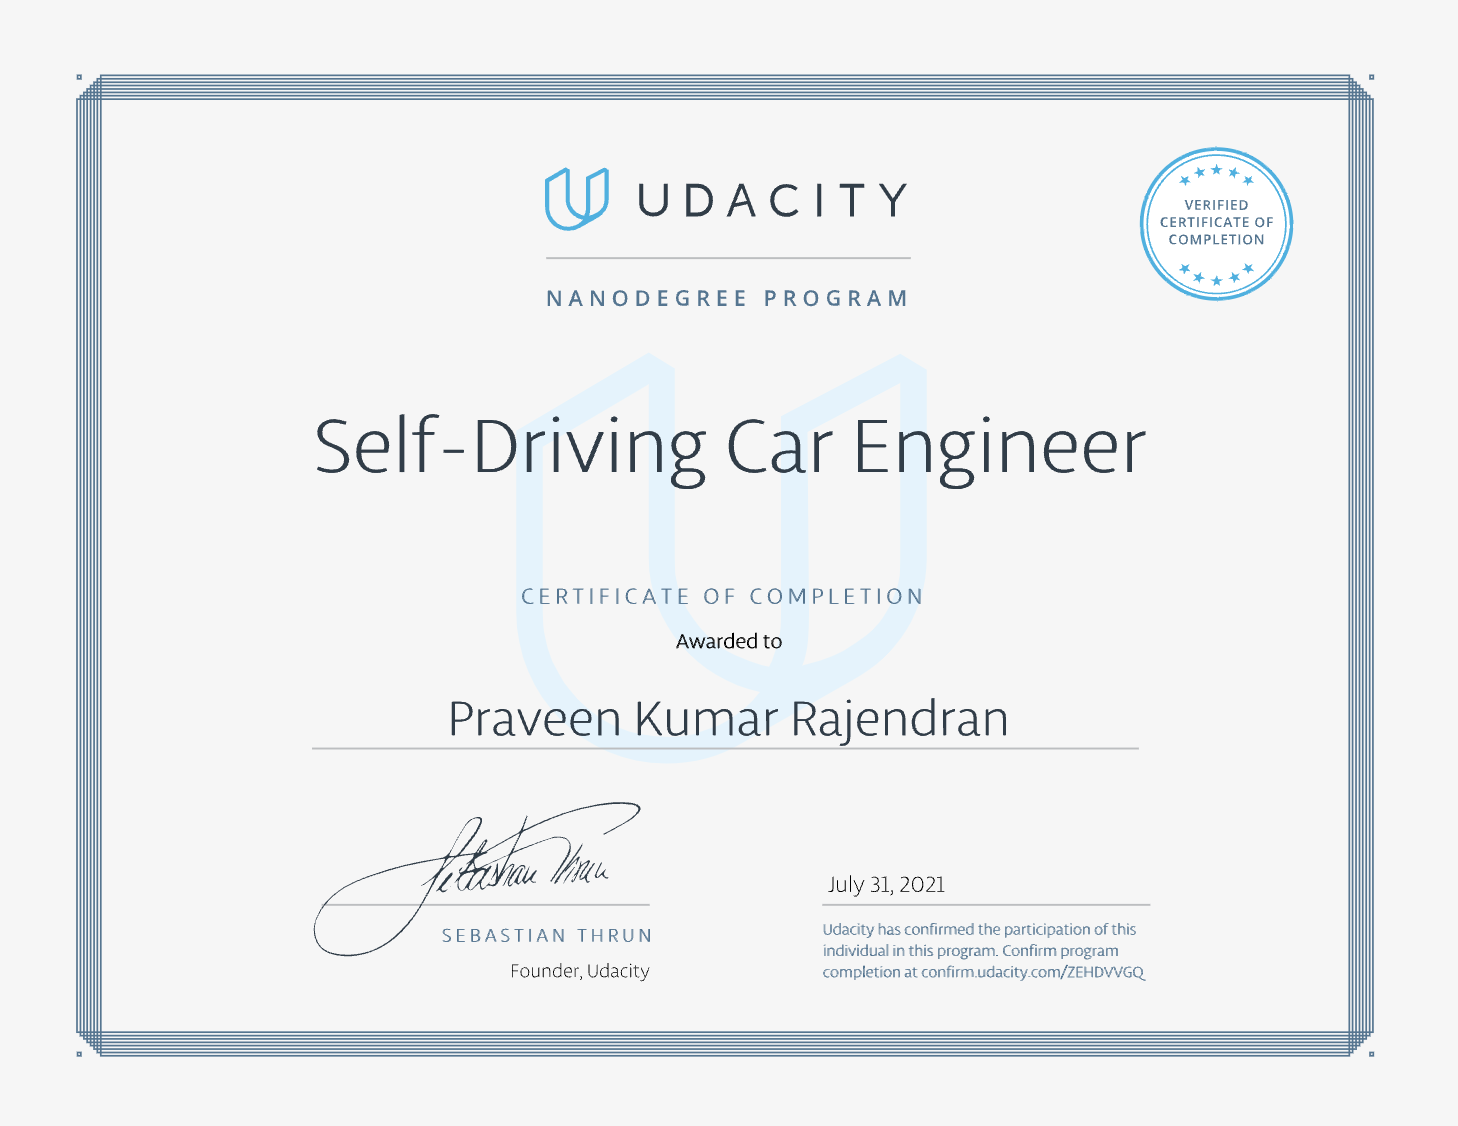 UDACITY
VERIFIED
CERTIFICATE OF
COMPLETION
NANODEGREE PROGRAM
Self-Driving Car Engineer
CERTIFICATE OF COMPLETION
Awarded to
Praveen Kumar Rajendran
Sebastian Thrun
SEBASTIAN THRUN
Founder, Udacity
July 31, 2021
Udacity has confirmed the participation of this
individual in this program. Confirm program
completion at confirm.udacity.com/ZEHDVVGQ